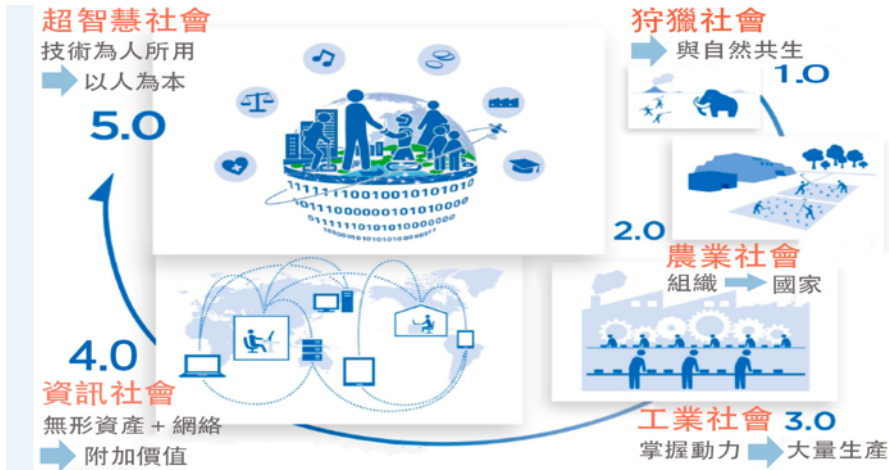 超智慧社會
技術為人所用
以人為本
5.0
狩獵社會
與自然共生
1.0
2.0
農業社會
組織 國家
4.0
資訊社會
無形資產+網絡
附加價值
工業社會 3.0
掌握動力 大量生產